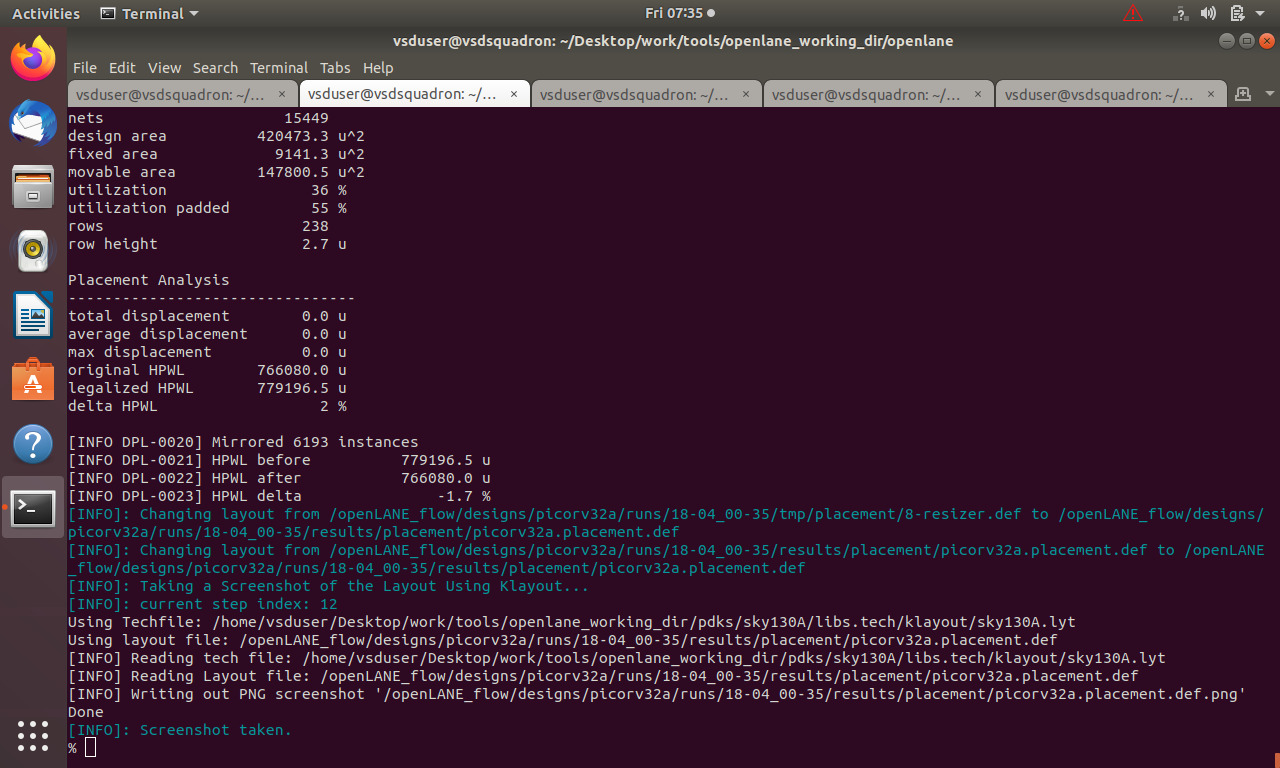 Activities Terminal Fri 07:35
vsduser@vsdsquadron: ~/Desktop/work/tools/openlane_working_dir/openlane
File Edit View Search Terminal Tabs Help
vsduser@vsdsquadron: ~/... × vsduser@vsdsquadron: ~/... × vsduser@vsdsquadron: ~/... × vsduser@vsdsquadron: ~/... × vsduser@vsdsquadron: ~/... ×
nets                    15449
design area          420473.3 u^2
fixed area             9141.3 u^2
movable area         147800.5 u^2
utilization                36 %
utilization padded         55 %
rows                      238
row height                2.7 u
Placement Analysis
--------------------------------
total displacement        0.0 u
average displacement      0.0 u
max displacement          0.0 u
original HPWL        766080.0 u
legalized HPWL       779196.5 u
delta HPWL                  2 %
[INFO DPL-0020] Mirrored 6193 instances
[INFO DPL-0021] HPWL before          779196.5 u
[INFO DPL-0022] HPWL after           766080.0 u
[INFO DPL-0023] HPWL delta               -1.7 %
[INFO]: Changing layout from /openLANE_flow/designs/picorv32a/runs/18-04_00-35/tmp/placement/8-resizer.def to /openLANE_flow/designs/
picorv32a/runs/18-04_00-35/results/placement/picorv32a.placement.def
[INFO]: Changing layout from /openLANE_flow/designs/picorv32a/runs/18-04_00-35/results/placement/picorv32a.placement.def to /openLANE
_flow/designs/picorv32a/runs/18-04_00-35/results/placement/picorv32a.placement.def
[INFO]: Taking a Screenshot of the Layout Using Klayout...
[INFO]: current step index: 12
Using Techfile: /home/vsduser/Desktop/work/tools/openlane_working_dir/pdks/sky130A/libs.tech/klayout/sky130A.lyt
Using layout file: /openLANE_flow/designs/picorv32a/runs/18-04_00-35/results/placement/picorv32a.placement.def
[INFO] Reading tech file: /home/vsduser/Desktop/work/tools/openlane_working_dir/pdks/sky130A/libs.tech/klayout/sky130A.lyt
[INFO] Reading Layout file: /openLANE_flow/designs/picorv32a/runs/18-04_00-35/results/placement/picorv32a.placement.def
[INFO] Writing out PNG screenshot '/openLANE_flow/designs/picorv32a/runs/18-04_00-35/results/placement/picorv32a.placement.def.png'
Done
[INFO]: Screenshot taken.
%